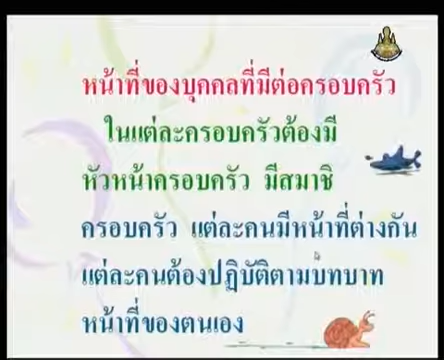 หน้าที่ของบุคคลที่มีต่อครอบครัว
ในแต่ละครอบครัวต้องมี
หัวหน้าครอบครัว มีสมาชิ
ครอบครัว แต่ละคนมีหน้าที่ต่างกัน
แต่ละคนต้องปฏิบัติตามบทบาท
หน้าที่ของตนเอง